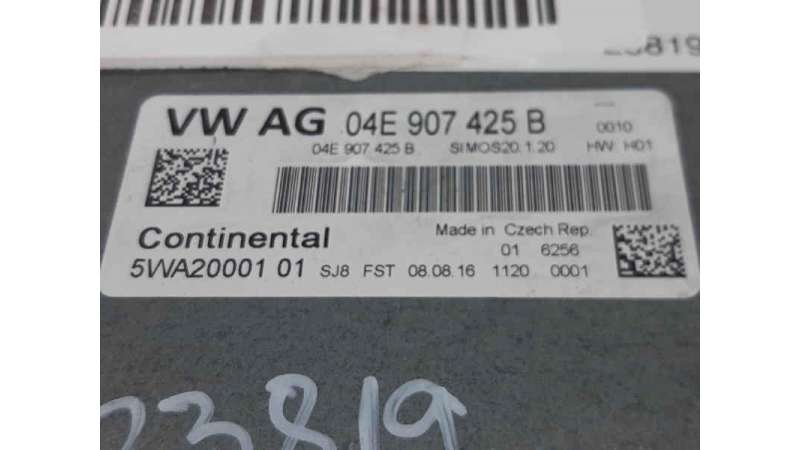 VW AG 04E 907 425 B 0010
04E 907 425 B SIMOS20.1.20 HW: H01
Continental Made in Czech Rep.
01 6256
5WA20001 01 SJ8 FST 08.08.16 1120 0001
23819